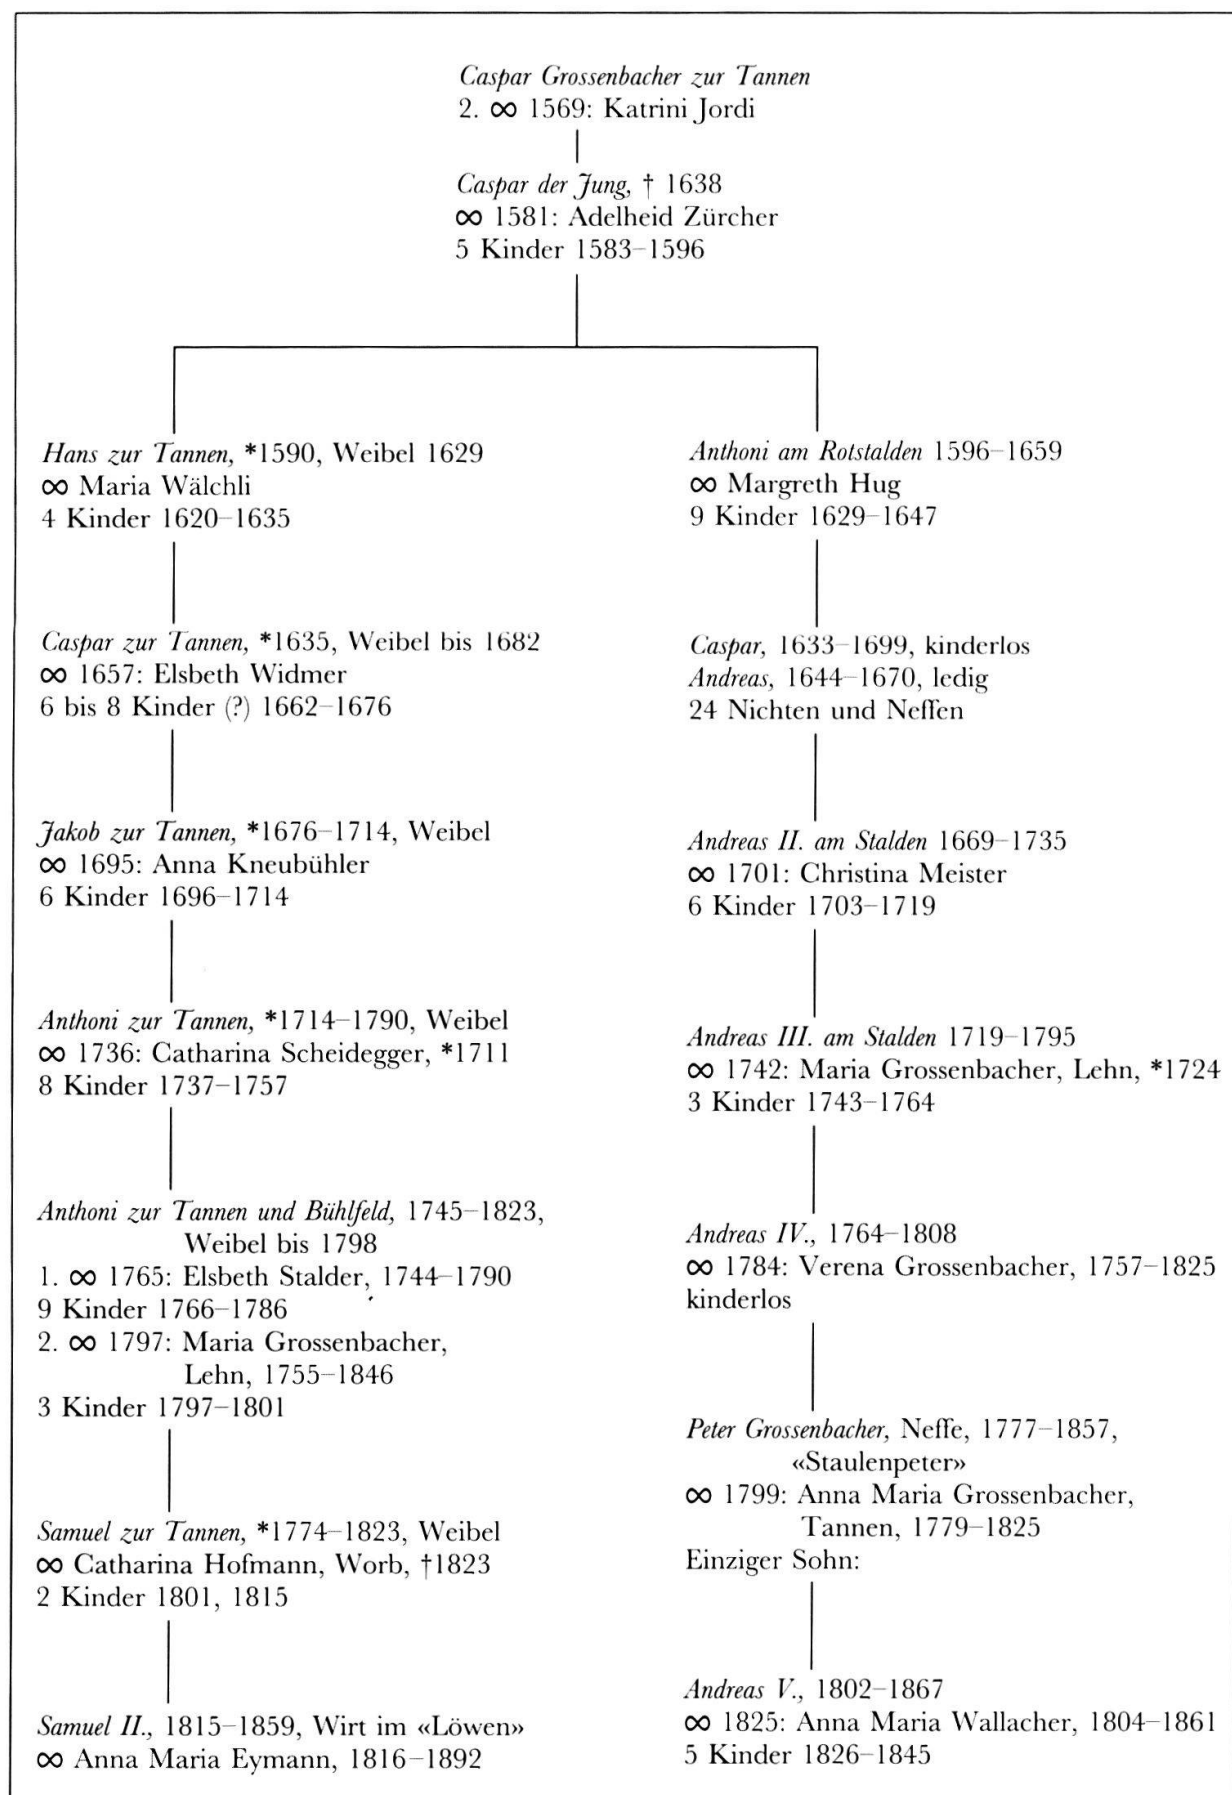 Caspar Grossenbacher zur Tannen
2. ∞ 1569: Katrini Jordi
Caspar der Jung, † 1638
∞ 1581: Adelheid Zürcher
5 Kinder 1583–1596
Hans zur Tannen, *1590, Weibel 1629
∞ Maria Wälchli
4 Kinder 1620–1635
Caspar zur Tannen, *1635, Weibel bis 1682
∞ 1657: Elsbeth Widmer
6 bis 8 Kinder (?) 1662–1676
Jakob zur Tannen, *1676–1714, Weibel
∞ 1695: Anna Kneubühler
6 Kinder 1696–1714
Anthoni zur Tannen, *1714–1790, Weibel
∞ 1736: Catharina Scheidegger, *1711
8 Kinder 1737–1757
Anthoni zur Tannen und Bühlfeld, 1745–1823,
Weibel bis 1798
1. ∞ 1765: Elsbeth Stalder, 1744–1790
9 Kinder 1766–1786
2. ∞ 1797: Maria Grossenbacher,
Lehn, 1755–1846
3 Kinder 1797–1801
Samuel zur Tannen, *1774–1823, Weibel
∞ Catharina Hofmann, Worb, †1823
2 Kinder 1801, 1815
Samuel II., 1815–1859, Wirt im «Löwen»
∞ Anna Maria Eymann, 1816–1892
Anthoni am Rotstalden 1596–1659
∞ Margreth Hug
9 Kinder 1629–1647
Caspar, 1633–1699, kinderlos
Andreas, 1644–1670, ledig
24 Nichten und Neffen
Andreas II. am Stalden 1669–1735
∞ 1701: Christina Meister
6 Kinder 1703–1719
Andreas III. am Stalden 1719–1795
∞ 1742: Maria Grossenbacher, Lehn, *1724
3 Kinder 1743–1764
Andreas IV., 1764–1808
∞ 1784: Verena Grossenbacher, 1757–1825
kinderlos
Peter Grossenbacher, Neffe, 1777–1857,
«Staulenpeter»
∞ 1799: Anna Maria Grossenbacher,
Tannen, 1779–1825
Einziger Sohn:
Andreas V., 1802–1867
∞ 1825: Anna Maria Wallacher, 1804–1861
5 Kinder 1826–1845